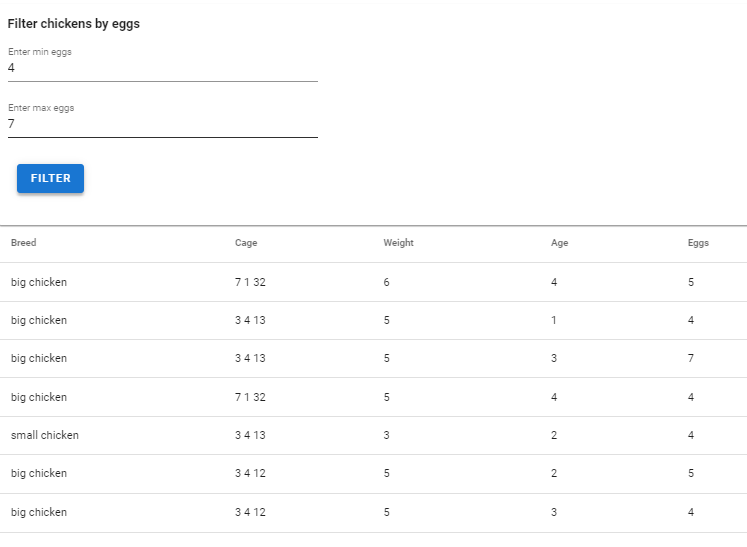 Filter chickens by eggs
Enter min eggs
4
Enter max eggs
7
FILTER
Breed Cage Weight Age Eggs
big chicken 7 1 32 6 4 5
big chicken 3 4 13 5 1 4
big chicken 3 4 13 5 3 7
big chicken 7 1 32 5 4 4
small chicken 3 4 13 3 2 4
big chicken 3 4 12 5 2 5
big chicken 3 4 12 5 3 4